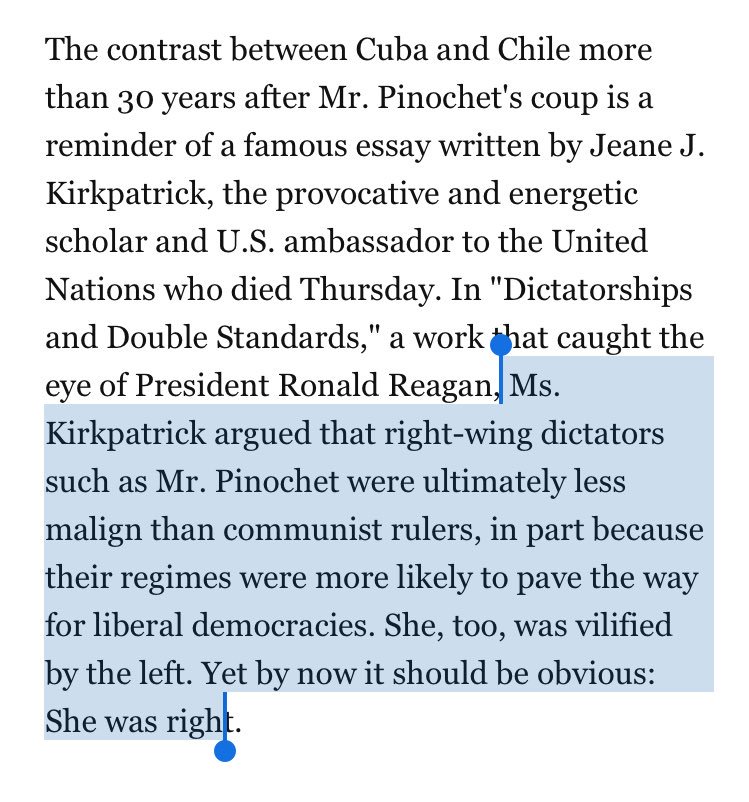 The contrast between Cuba and Chile more
than 30 years after Mr. Pinochet's coup is a
reminder of a famous essay written by Jeane J.
Kirkpatrick, the provocative and energetic
scholar and U.S. ambassador to the United
Nations who died Thursday. In "Dictatorships
and Double Standards," a work that caught the
eye of President Ronald Reagan, Ms.
Kirkpatrick argued that right-wing dictators
such as Mr. Pinochet were ultimately less
malign than communist rulers, in part because
their regimes were more likely to pave the way
for liberal democracies. She, too, was vilified
by the left. Yet by now it should be obvious:
She was right.